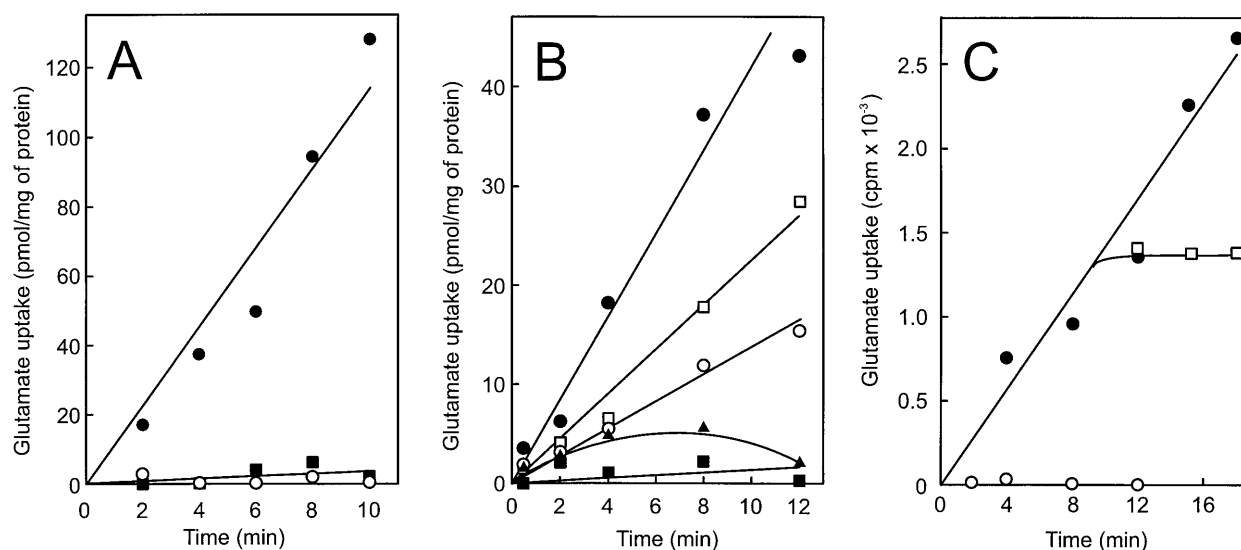 A
Glutamate uptake (pmol/mg of protein)
120
100
80
60
40
20
0
0 2 4 6 8 10
Time (min)
B
Glutamate uptake (pmol/mg of protein)
40
30
20
10
0
0 2 4 6 8 10 12
Time (min)
C
Glutamate uptake (cpm x 10⁻³)
2.5
2.0
1.5
1.0
0.5
0
0 4 8 12 16
Time (min)